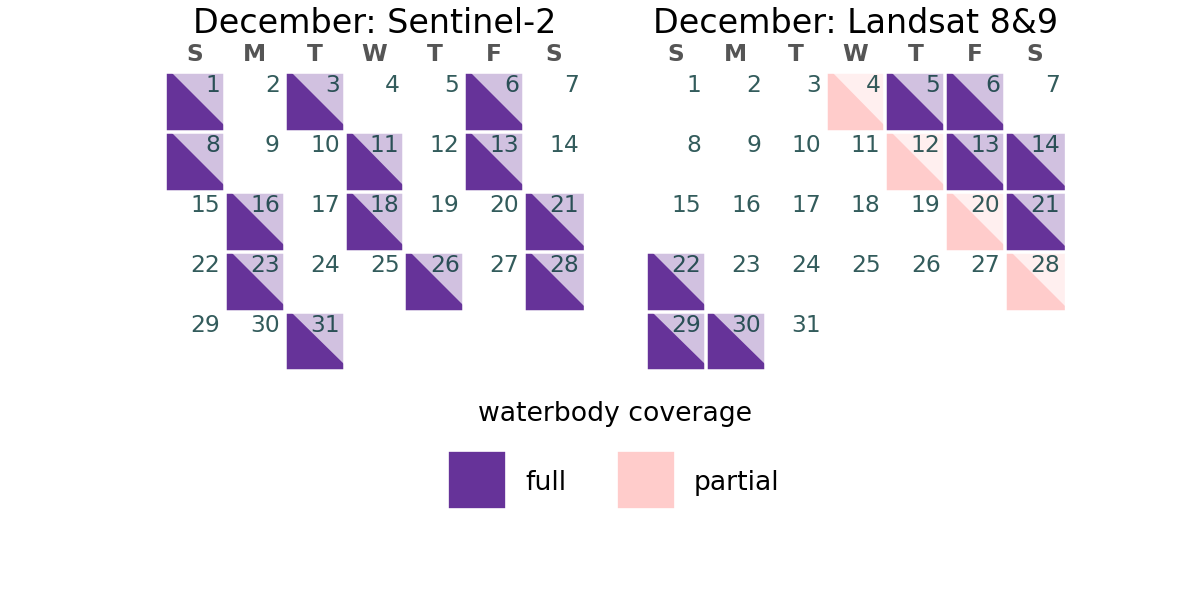 December: Sentinel-2
S M T W T F S
1 2 3 4 5 6 7
8 9 10 11 12 13 14
15 16 17 18 19 20 21
22 23 24 25 26 27 28
29 30 31
December: Landsat 8&9
S M T W T F S
1 2 3 4 5 6 7
8 9 10 11 12 13 14
15 16 17 18 19 20 21
22 23 24 25 26 27 28
29 30 31
waterbody coverage
full partial